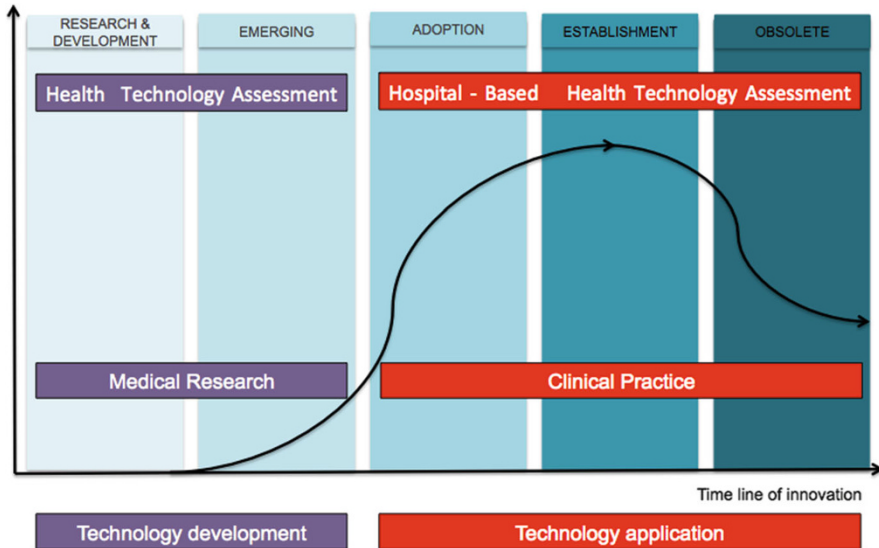 RESEARCH &
DEVELOPMENT
EMERGING
ADOPTION
ESTABLISHMENT
OBSOLETE
Health Technology Assessment
Hospital - Based Health Technology Assessment
Medical Research
Clinical Practice
Time line of innovation
Technology development
Technology application